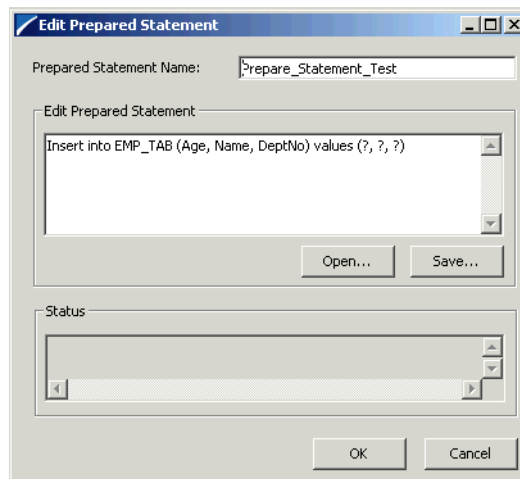 Edit Prepared Statement
Prepared Statement Name: Prepare_Statement_Test
Edit Prepared Statement
Insert into EMP_TAB (Age, Name, DeptNo) values (?, ?, ?)
Open... Save...
Status
OK Cancel